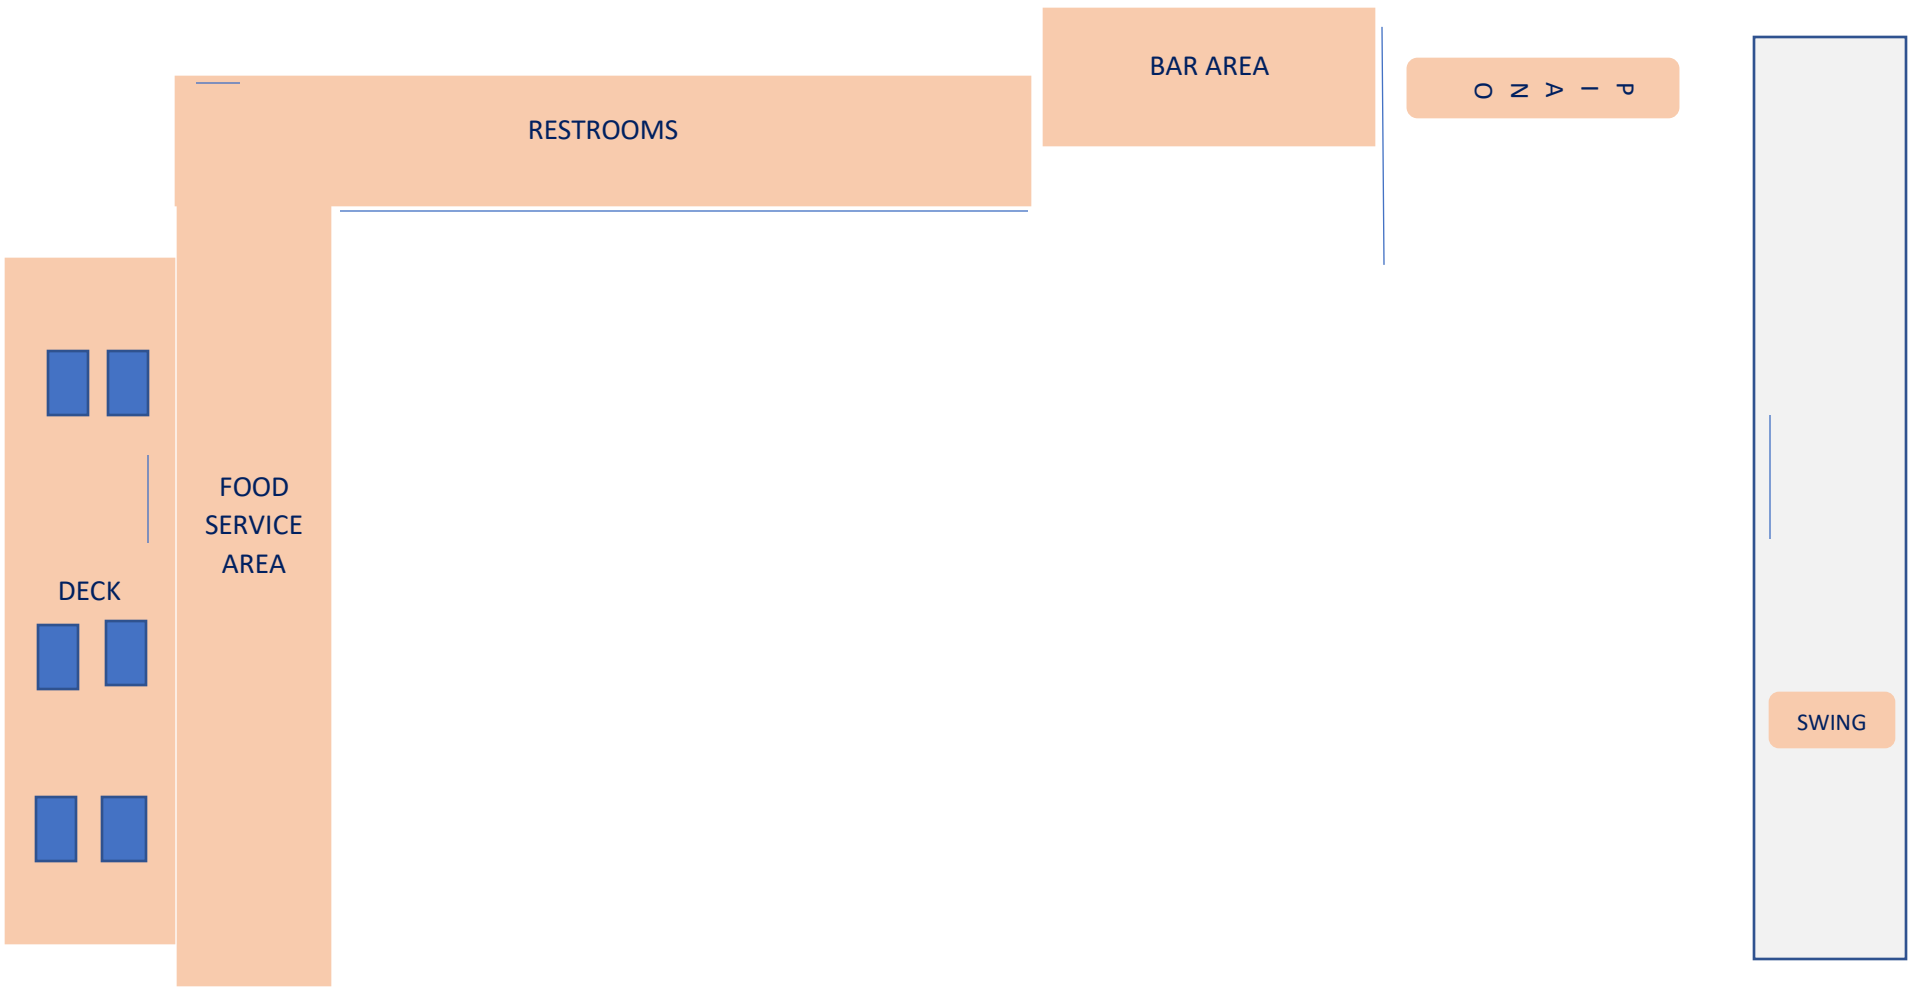 BAR AREA
P I A N O
RESTROOMS
FOOD
SERVICE
AREA
DECK
SWING